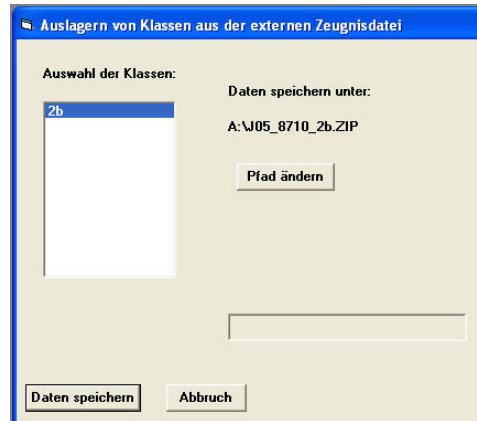 Auslagern von Klassen aus der externen Zeugnisdatei
Auswahl der Klassen:
2b
Daten speichern unter:
A:\J05_8710_2b.ZIP
Pfad ändern
Daten speichern
Abbruch